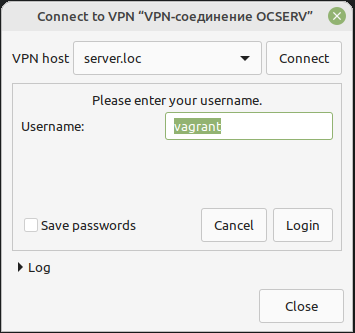 Connect to VPN “VPN-соединение OCSERV”
VPN host server.loc Connect
Please enter your username.
Username: vagrant
Save passwords Cancel Login
Log
Close